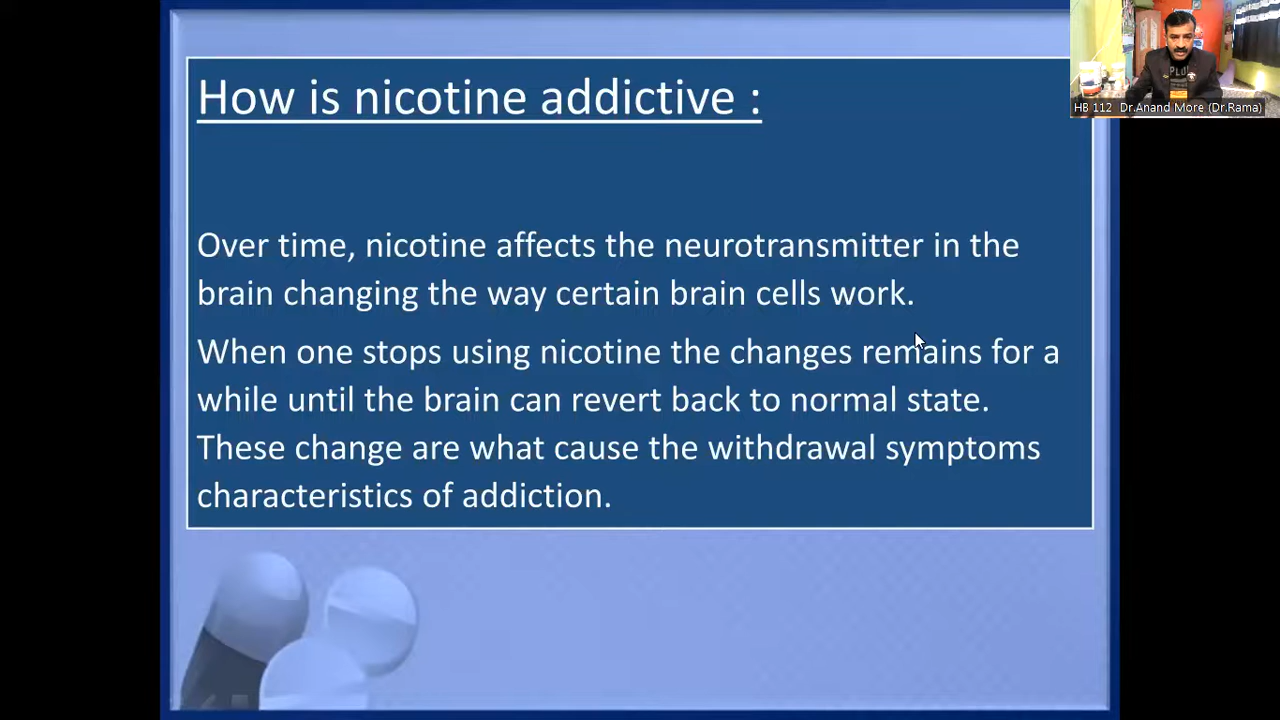 How is nicotine addictive :
Over time, nicotine affects the neurotransmitter in the
brain changing the way certain brain cells work.
When one stops using nicotine the changes remains for a
while until the brain can revert back to normal state.
These change are what cause the withdrawal symptoms
characteristics of addiction.
HB 112 Dr.Anand More (Dr.Rama)